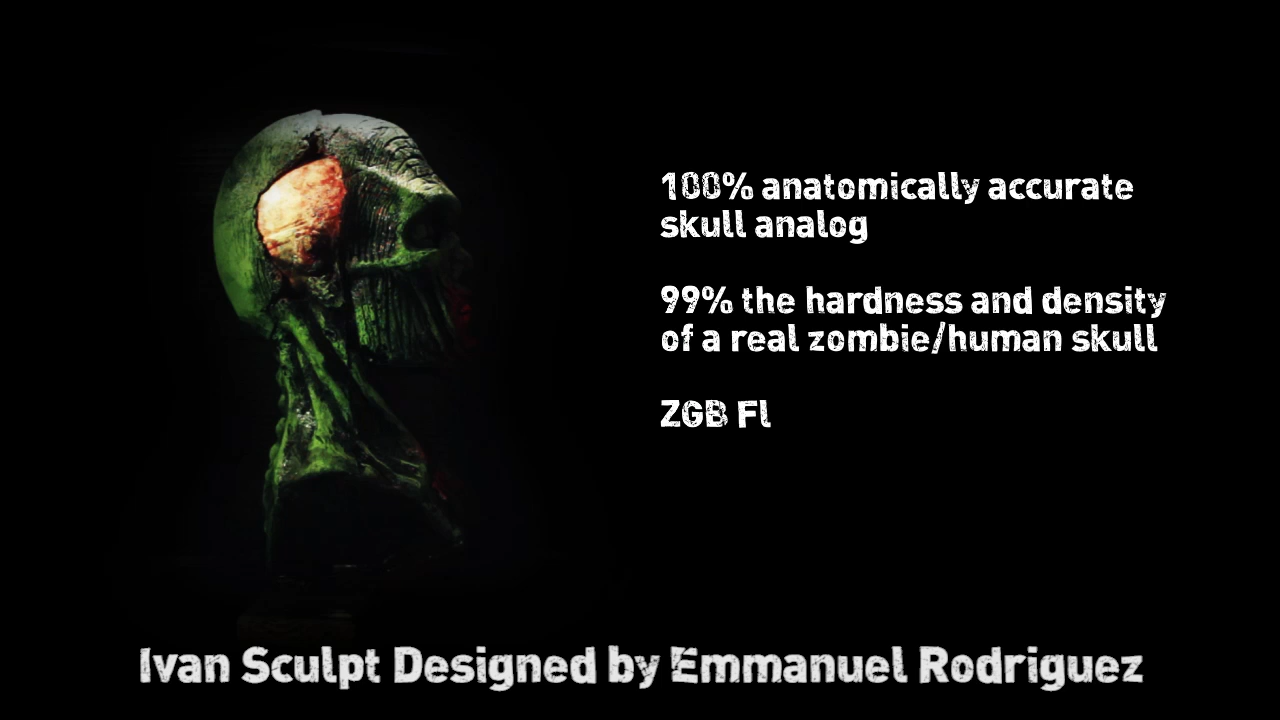 100% anatomically accurate
skull analog
99% the hardness and density
of a real zombie/human skull
ZGB Fl
Ivan Sculpt Designed by Emmanuel Rodriguez